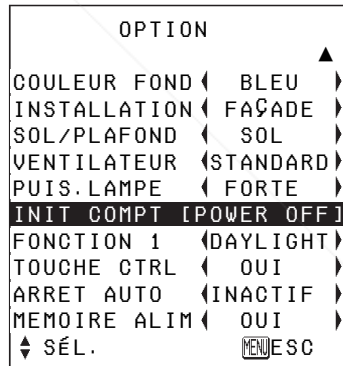 OPTION
▲
COULEUR FOND BLEU
INSTALLATION FAÇADE
SOL/PLAFOND SOL
VENTILATEUR STANDARD
PUIS.LAMPE FORTE
INIT COMPT [POWER OFF]
FONCTION 1 DAYLIGHT
TOUCHE CTRL OUI
ARRET AUTO INACTIF
MEMOIRE ALIM OUI
SÉL. MENU ESC